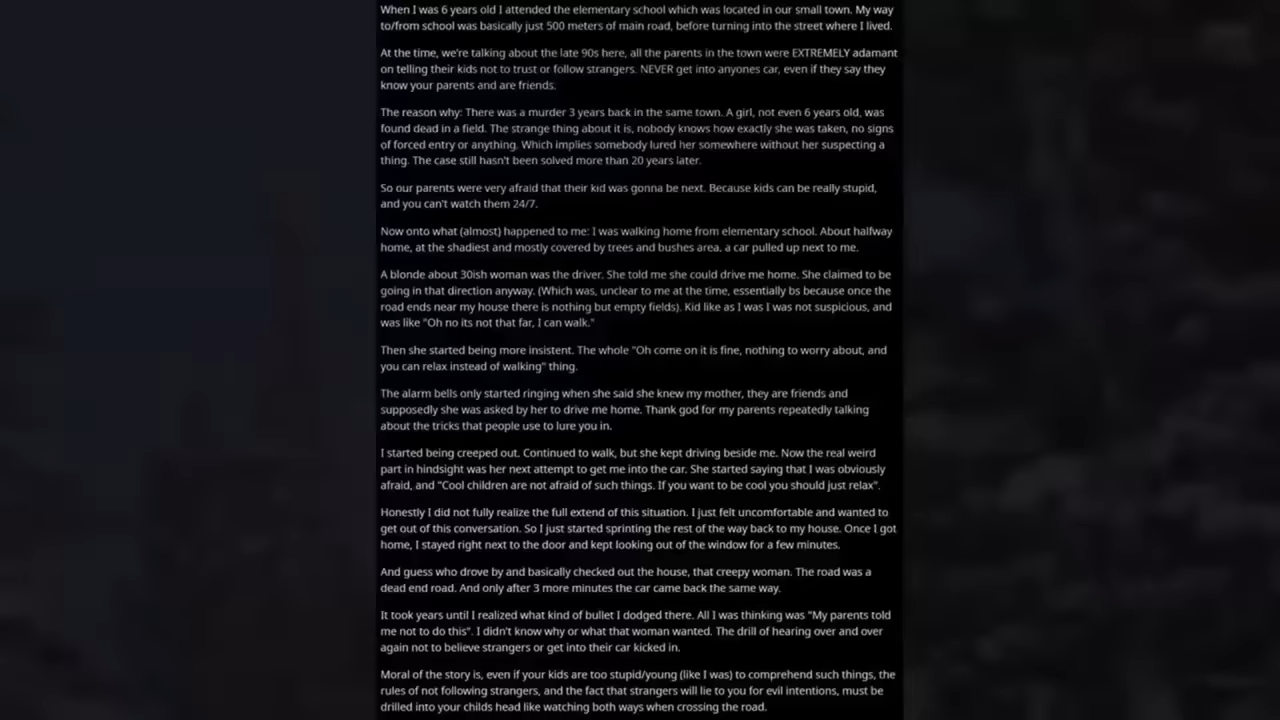 When I was 6 years old I attended the elementary school which was located in our small town. My way
to/from school was basically just 500 meters of main road, before turning into the street where I lived.
At the time, we're talking about the late 90s here, all the parents in the town were EXTREMELY adamant
on telling their kids not to trust or follow strangers. NEVER get into anyones car, even if they say they
know your parents and are friends.
The reason why: There was a murder 3 years back in the same town. A girl, not even 6 years old, was
found dead in a field. The strange thing about it is, nobody knows how exactly she was taken, no signs
of forced entry or anything. Which implies somebody lured her somewhere without her suspecting a
thing. The case still hasn't been solved more than 20 years later.
So our parents were very afraid that their kid was gonna be next. Because kids can be really stupid,
and you can't watch them 24/7.
Now onto what (almost) happened to me: I was walking home from elementary school. About halfway
home, at the shadiest and mostly covered by trees and bushes area, a car pulled up next to me.
A blonde about 30ish woman was the driver. She told me she could drive me home. She claimed to be
going in that direction anyway. (Which was, unclear to me at the time, essentially bs because once the
road ends near my house there is nothing but empty fields). Kid like as I was I was not suspicious, and
was like "Oh no its not that far, I can walk."
Then she started being more insistent. The whole "Oh come on it is fine, nothing to worry about, and
you can relax instead of walking" thing.
The alarm bells only started ringing when she said she knew my mother, they are friends and
supposedly she was asked by her to drive me home. Thank god for my parents repeatedly talking
about the tricks that people use to lure you in.
I started being creeped out. Continued to walk, but she kept driving beside me. Now the real weird
part in hindsight was her next attempt to get me into the car. She started saying that I was obviously
afraid, and "Cool children are not afraid of such things. If you want to be cool you should just relax".
Honestly I did not fully realize the full extend of this situation. I just felt uncomfortable and wanted to
get out of this conversation. So I just started sprinting the rest of the way back to my house. Once I got
home, I stayed right next to the door and kept looking out of the window for a few minutes.
And guess who drove by and basically checked out the house, that creepy woman. The road was a
dead end road. And only after 3 more minutes the car came back the same way.
It took years until I realized what kind of bullet I dodged there. All I was thinking was "My parents told
me not to do this". I didn't know why or what that woman wanted. The drill of hearing over and over
again not to believe strangers or get into their car kicked in.
Moral of the story is, even if your kids are too stupid/young (like I was) to comprehend such things, the
rules of not following strangers, and the fact that strangers will lie to you for evil intentions, must be
drilled into your childs head like watching both ways when crossing the road.